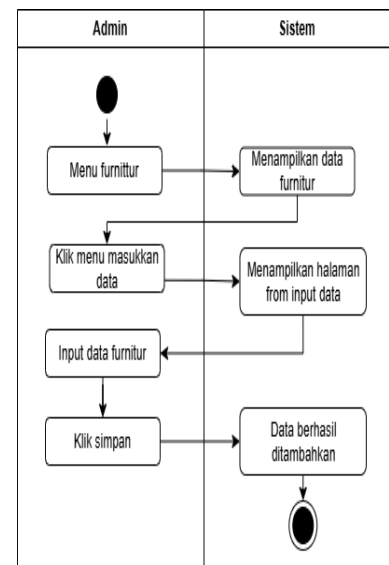 Admin
Sistem
Menu furnittur
Menampilkan data
furnitur
Klik menu masukkan
data
Menampilkan halaman
from input data
Input data furnitur
Klik simpan
Data berhasil
ditambahkan